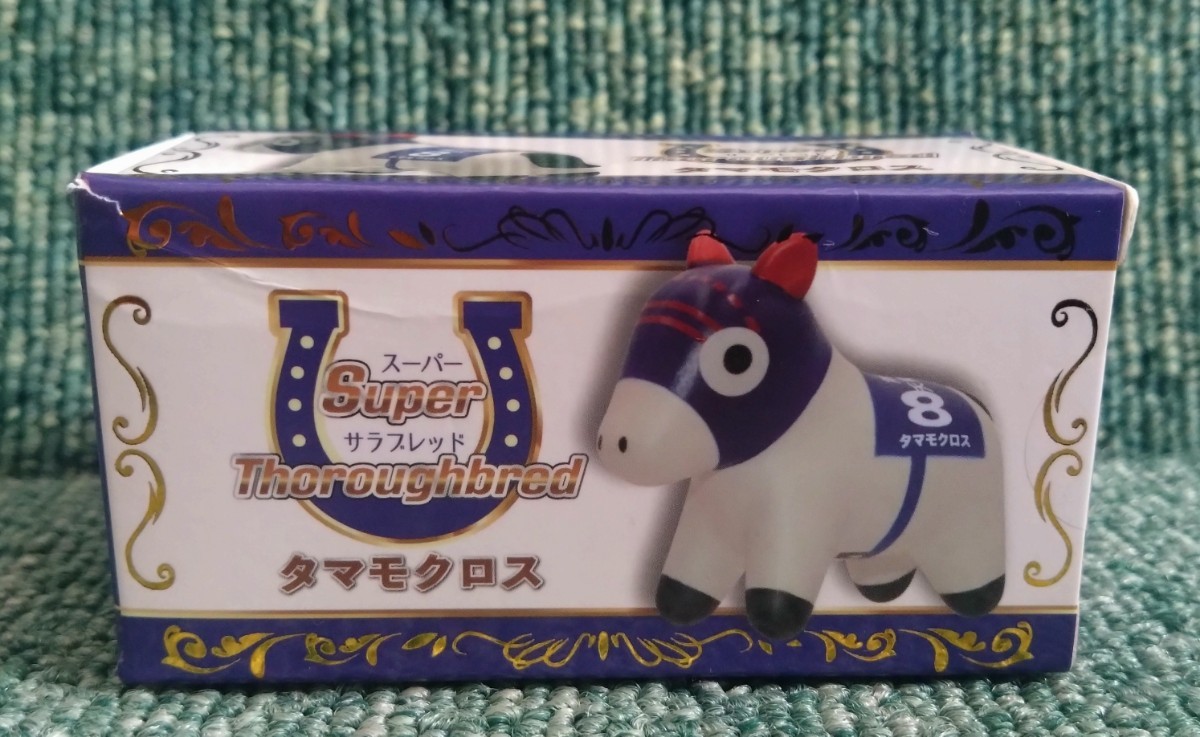 タマモクロス
スーパー
Super
サラブレッド
Thoroughbred
タマモクロス
8
タマモクロス